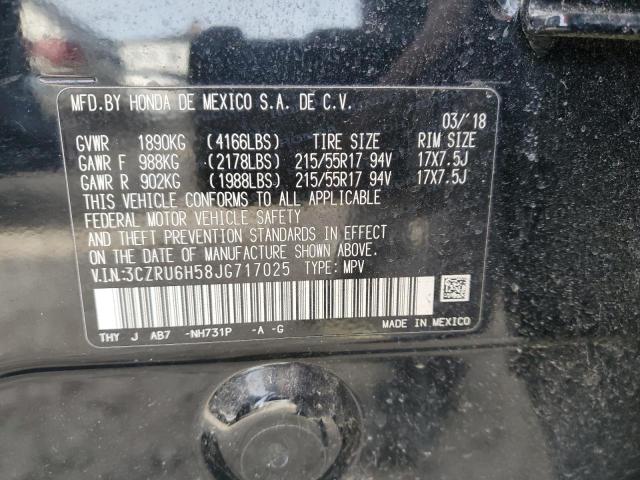 MFD.BY HONDA DE MEXICO S.A. DE C.V.
03/'18
GVWR 1890KG (4166LBS) TIRE SIZE RIM SIZE
GAWR F 988KG (2178LBS) 215/55R17 94V 17X7.5J
GAWR R 902KG (1988LBS) 215/55R17 94V 17X7.5J
THIS VEHICLE CONFORMS TO ALL APPLICABLE
FEDERAL MOTOR VEHICLE SAFETY
AND THEFT PREVENTION STANDARDS IN EFFECT
ON THE DATE OF MANUFACTURE SHOWN ABOVE.
V.I.N:3CZRU6H58JG717025 TYPE: MPV
THY J AB7 -NH731P -A -G
MADE IN MEXICO